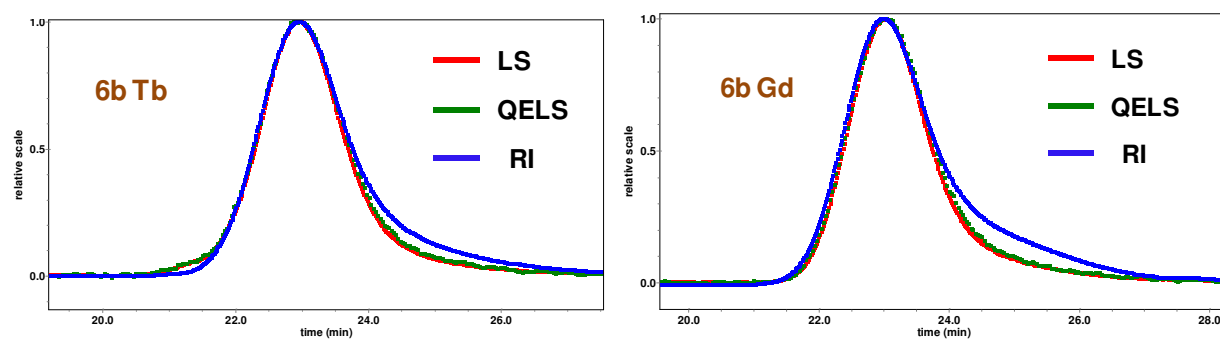 1.0
6b Tb
LS
QELS
RI
relative scale
0.5
0.0
20.0
22.0
24.0
26.0
time (min)
1.0
6b Gd
LS
QELS
RI
relative scale
0.5
0.0
20.0
22.0
24.0
26.0
28.0
time (min)